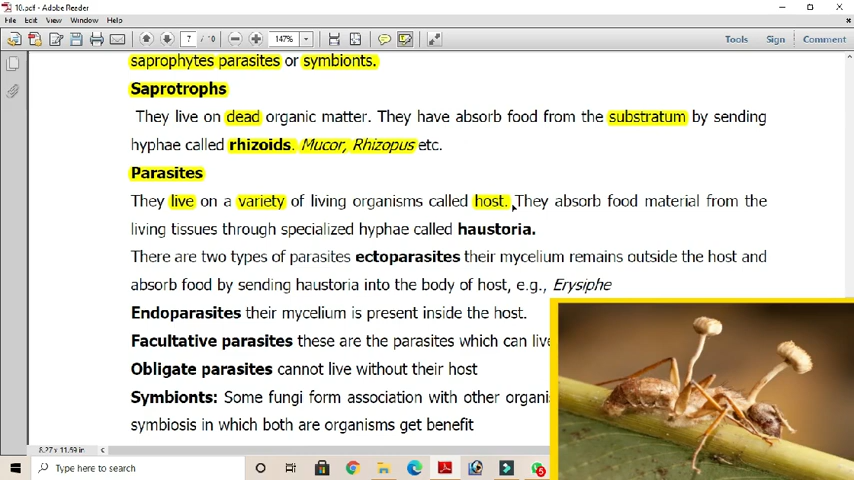 10.pdf - Adobe Reader
File Edit View Window Help
7 / 10 147% Tools Sign Comment
saprophytes parasites or symbionts.
Saprotrophs
They live on dead organic matter. They have absorb food from the substratum by sending
hyphae called rhizoids. Mucor, Rhizopus etc.
Parasites
They live on a variety of living organisms called host. They absorb food material from the
living tissues through specialized hyphae called haustoria.
There are two types of parasites ectoparasites their mycelium remains outside the host and
absorb food by sending haustoria into the body of host, e.g., Erysiphe
Endoparasites their mycelium is present inside the host.
Facultative parasites these are the parasites which can live
Obligate parasites cannot live without their host
Symbionts: Some fungi form association with other organis
symbiosis in which both are organisms get benefit
8.27 x 11.69 in
Type here to search